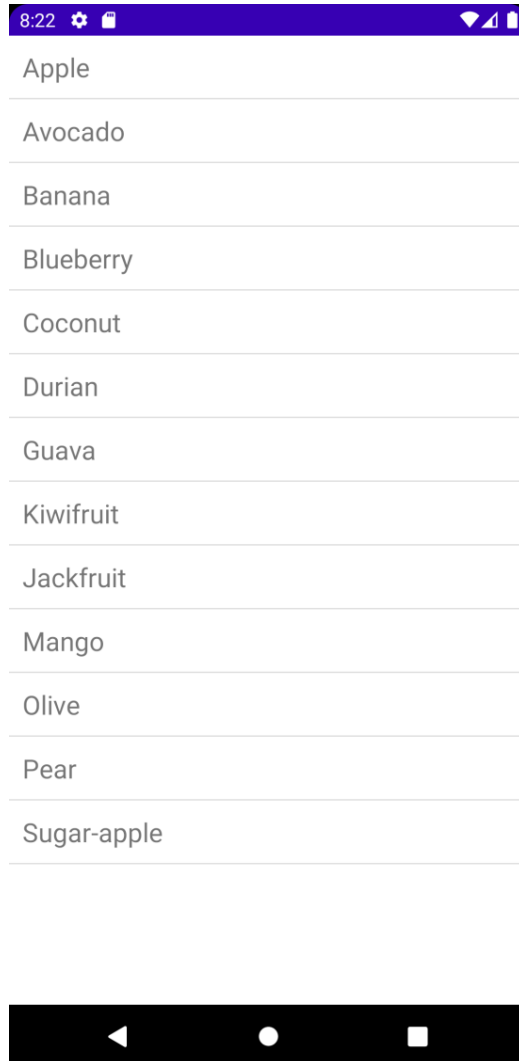 8:22
Apple
Avocado
Banana
Blueberry
Coconut
Durian
Guava
Kiwifruit
Jackfruit
Mango
Olive
Pear
Sugar-apple